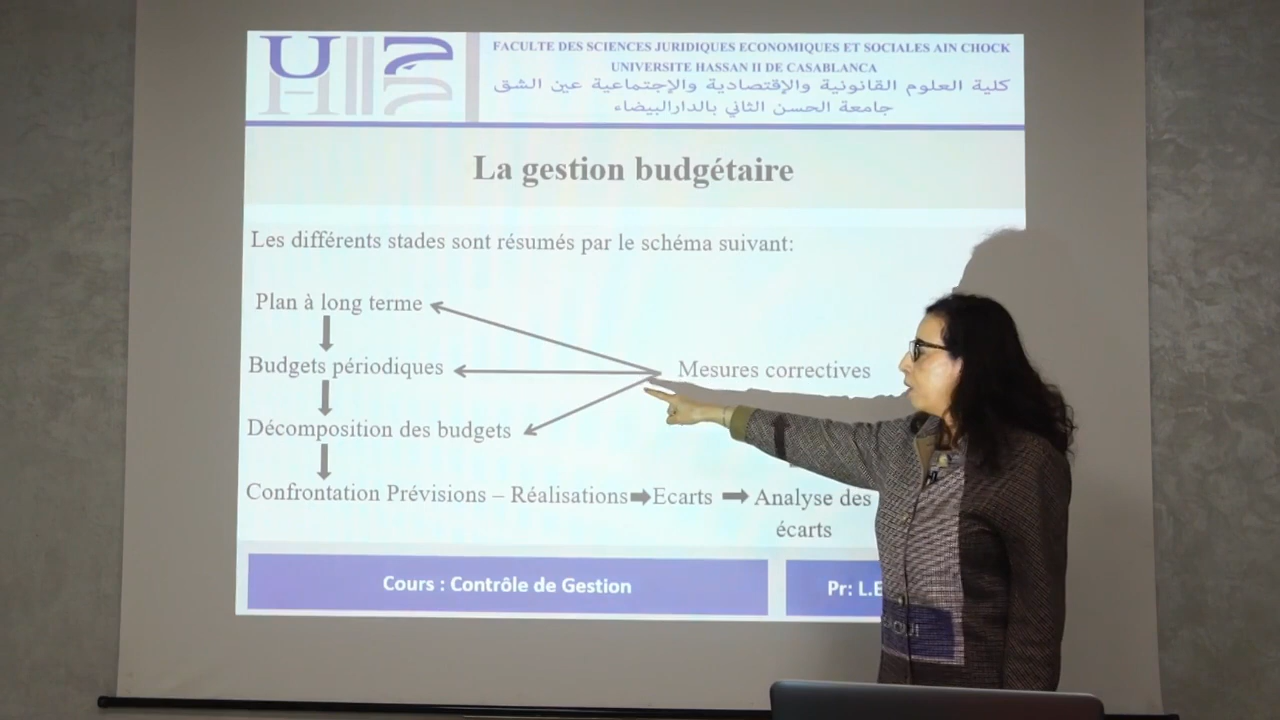 FACULTE DES SCIENCES JURIDIQUES ECONOMIQUES ET SOCIALES AIN CHOCK
UNIVERSITE HASSAN II DE CASABLANCA
كلية العلوم القانونية والإقتصادية والإجتماعية عين الشق
جامعة الحسن الثاني بالدارالبيضاء
La gestion budgétaire
Les différents stades sont résumés par le schéma suivant:
Plan à long terme
Budgets périodiques
Mesures correctives
Décomposition des budgets
Confrontation Prévisions – Réalisations Ecarts Analyse des
écarts
Cours : Contrôle de Gestion
Pr: L.E